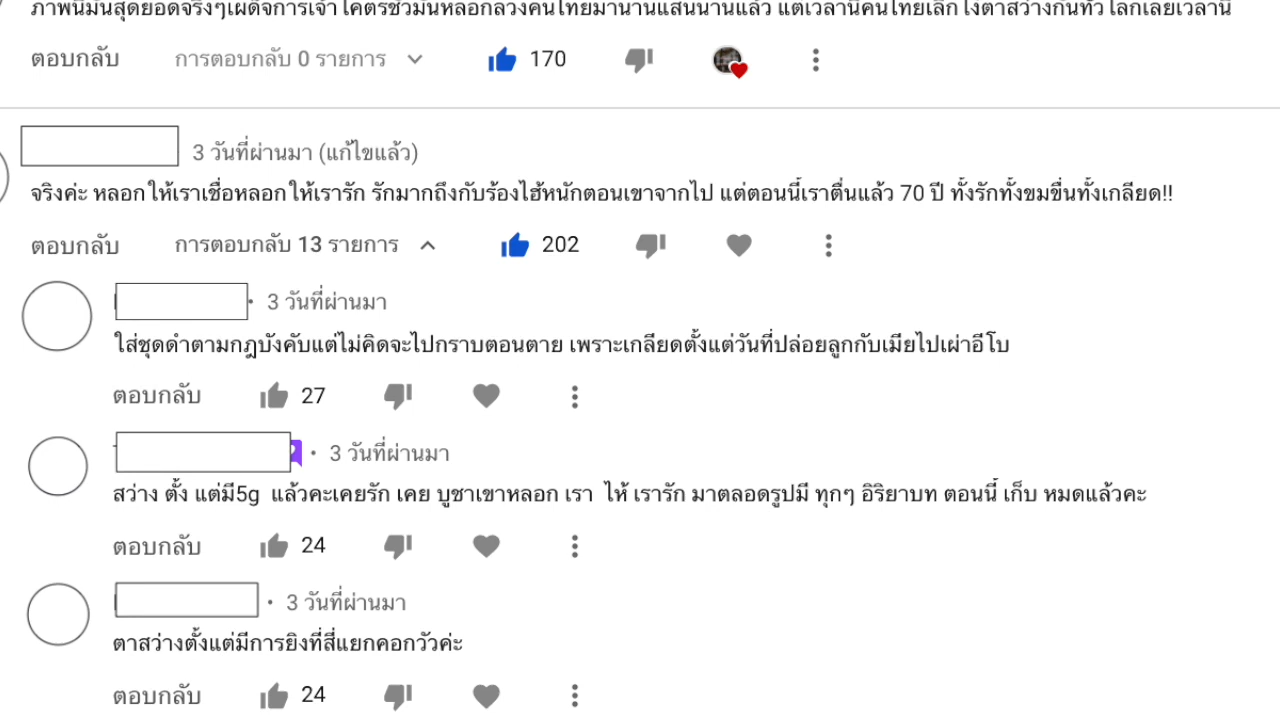 ภาพนี้มันสุดยอดจริงๆเผด็จการเจ้าโคตรชั่วมันหลอกลวงคนไทยมานานแสนนานแล้ว แต่เวลานี้คนไทยเลิกโง่ตาสว่างกันทั่วโลกเลยเวลานี้
ตอบกลับ การตอบกลับ 0 รายการ 170
3 วันที่ผ่านมา (แก้ไขแล้ว)
จริงค่ะ หลอกให้เราเชื่อหลอกให้เรารัก รักมากถึงกับร้องไฮ้หนักตอนเขาจากไป แต่ตอนนี้เราตื่นแล้ว 70 ปี ทั้งรักทั้งขมขื่นทั้งเกลียด!!
ตอบกลับ การตอบกลับ 13 รายการ 202
· 3 วันที่ผ่านมา
ใส่ชุดดำตามกฎบังคับแต่ไม่คิดจะไปกราบตอนตาย เพราะเกลียดตั้งแต่วันที่ปล่อยลูกกับเมียไปเผ่าอีโบ
ตอบกลับ 27
· 3 วันที่ผ่านมา
สว่าง ตั้ง แต่มี5g แล้วคะเคยรัก เคย บูชาเขาหลอก เรา ไห้ เรารัก มาตลอดรูปมี ทุกๆ อิริยาบท ตอนนี้ เก็บ หมดแล้วคะ
ตอบกลับ 24
· 3 วันที่ผ่านมา
ตาสว่างตั้งแต่มีการยิงที่สี่แยกคอกวัวค่ะ
ตอบกลับ 24